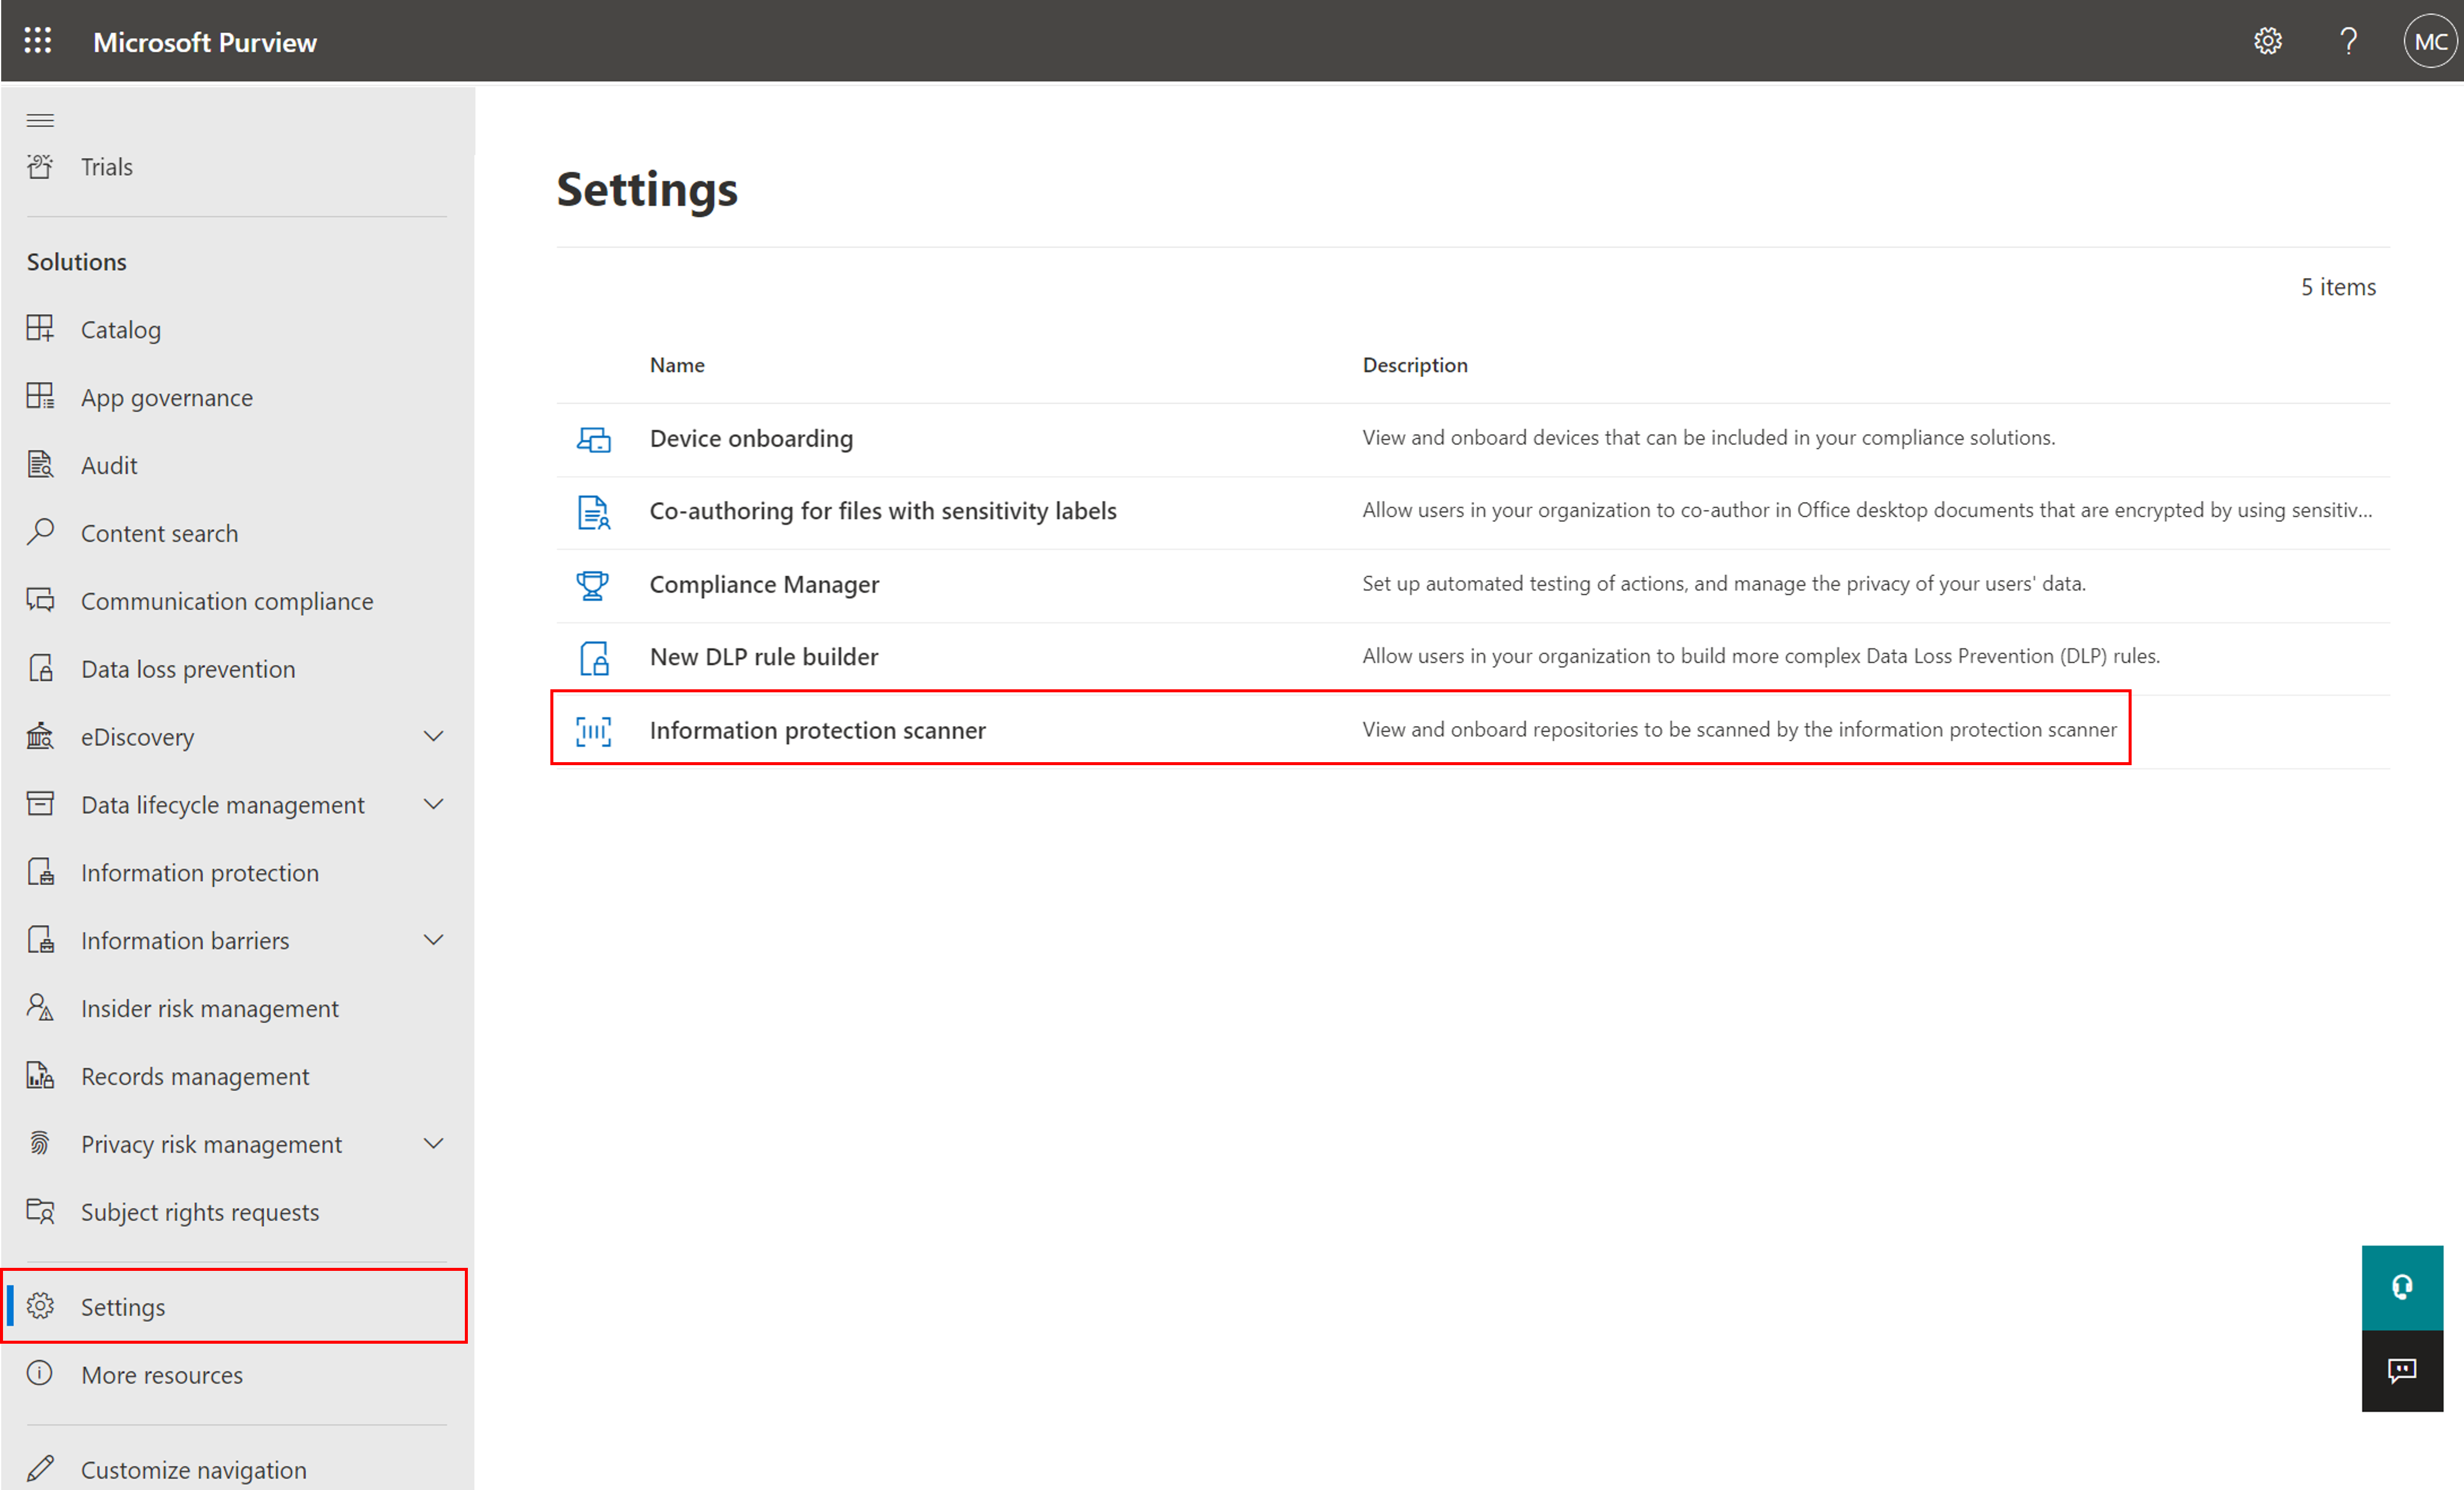 Microsoft Purview
MC
Trials
Solutions
Catalog
App governance
Audit
Content search
Communication compliance
Data loss prevention
eDiscovery
Data lifecycle management
Information protection
Information barriers
Insider risk management
Records management
Privacy risk management
Subject rights requests
Settings
More resources
Customize navigation
Settings
5 items
Name Description
Device onboarding View and onboard devices that can be included in your compliance solutions.
Co-authoring for files with sensitivity labels Allow users in your organization to co-author in Office desktop documents that are encrypted by using sensitiv...
Compliance Manager Set up automated testing of actions, and manage the privacy of your users' data.
New DLP rule builder Allow users in your organization to build more complex Data Loss Prevention (DLP) rules.
Information protection scanner View and onboard repositories to be scanned by the information protection scanner